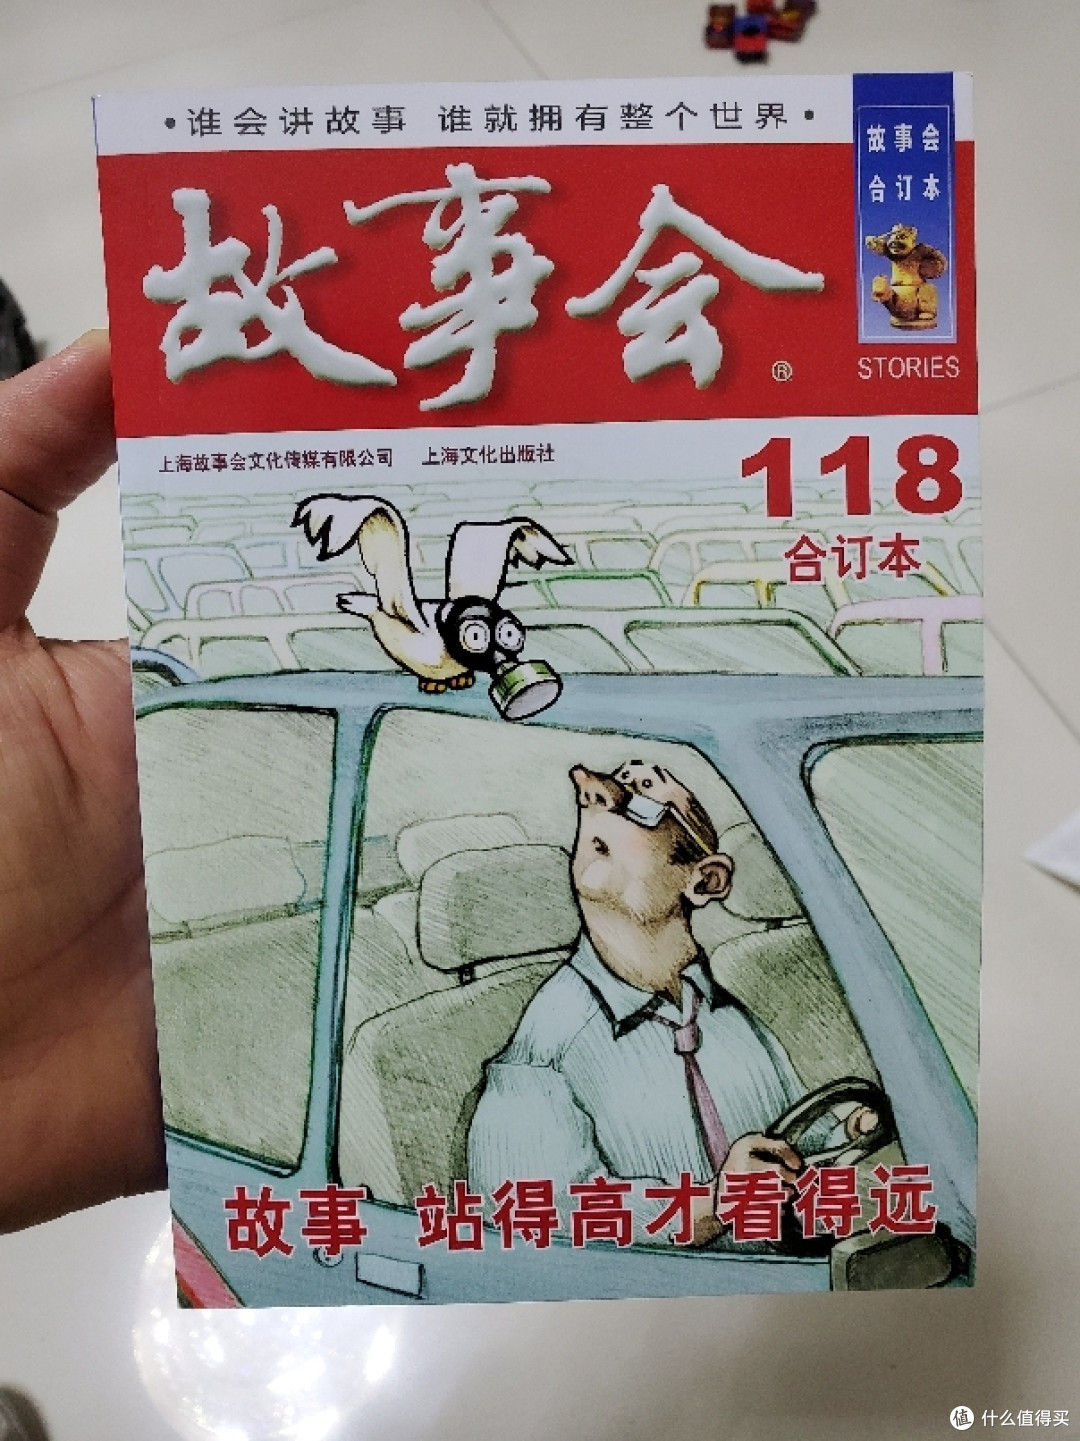 ·谁会讲故事 谁就拥有整个世界·
故事会
合订本
故事会
®
STORIES
上海故事会文化传媒有限公司 上海文化出版社
118
合订本
故事 站得高才看得远
值 什么值得买